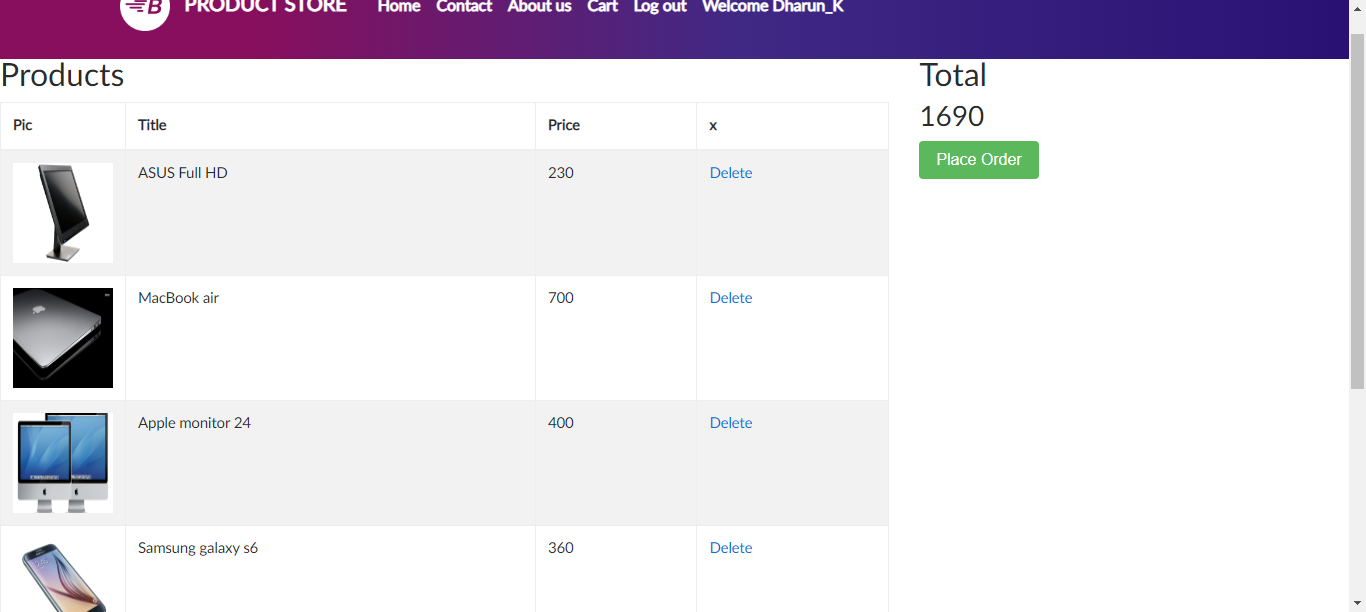 B PRODUCT STORE Home Contact About us Cart Log out Welcome Dharun_K
Products
Pic Title Price x
ASUS Full HD 230 Delete
MacBook air 700 Delete
Apple monitor 24 400 Delete
Samsung galaxy s6 360 Delete
Total
1690
Place Order